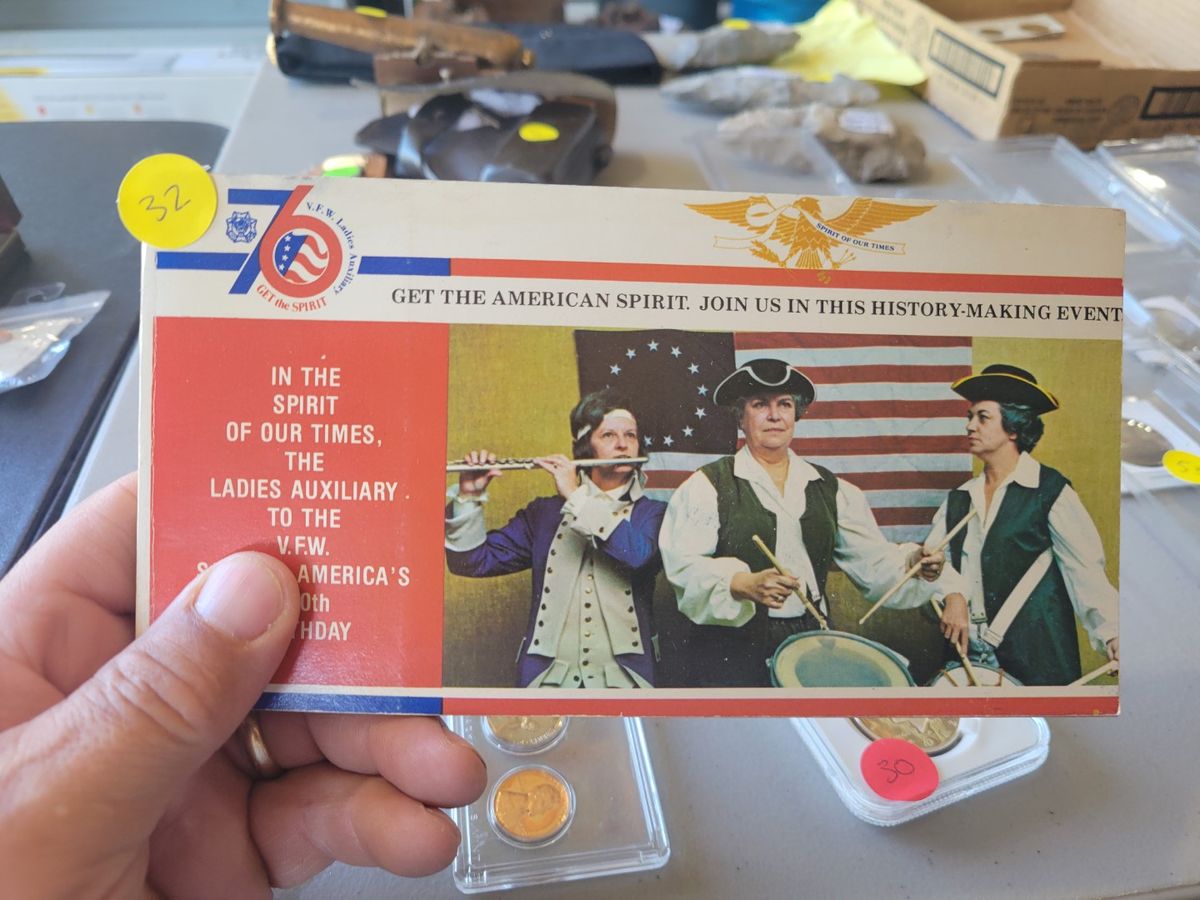 32
76
V.F.W. Ladies Auxiliary
GET the SPIRIT
SPIRIT OF OUR TIMES
GET THE AMERICAN SPIRIT. JOIN US IN THIS HISTORY-MAKING EVENT
IN THE
SPIRIT
OF OUR TIMES,
THE
LADIES AUXILIARY
TO THE
V.F.W.
AMERICA'S
0th
THDAY
30